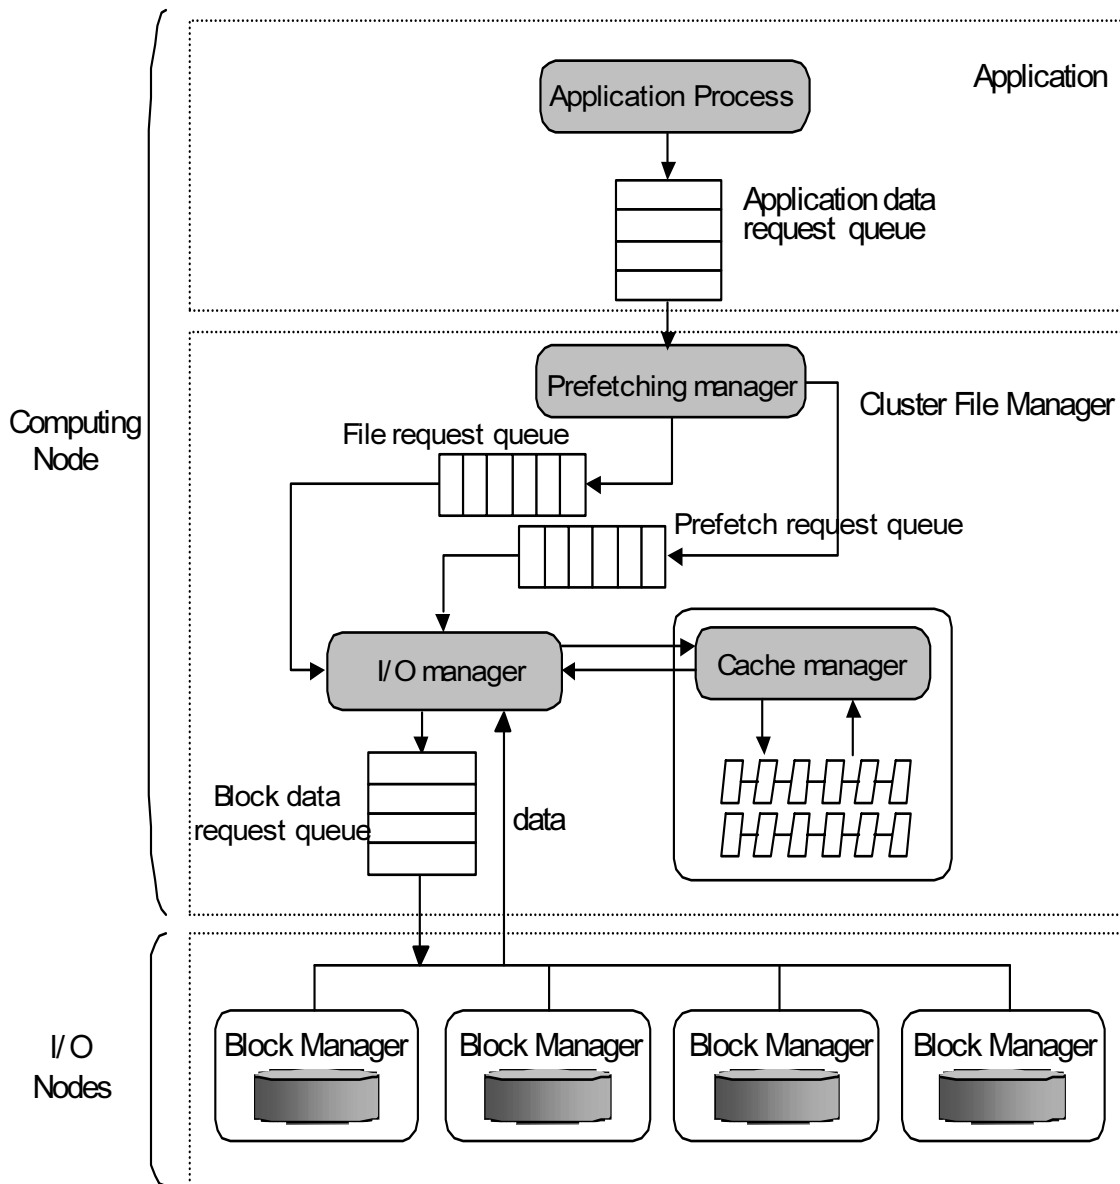 Application
Application Process
Application data
request queue
Prefetching manager
Cluster File Manager
Computing
Node
File request queue
Prefetch request queue
I/O manager
Cache manager
Block data
request queue
data
I/O
Nodes
Block Manager
Block Manager
Block Manager
Block Manager